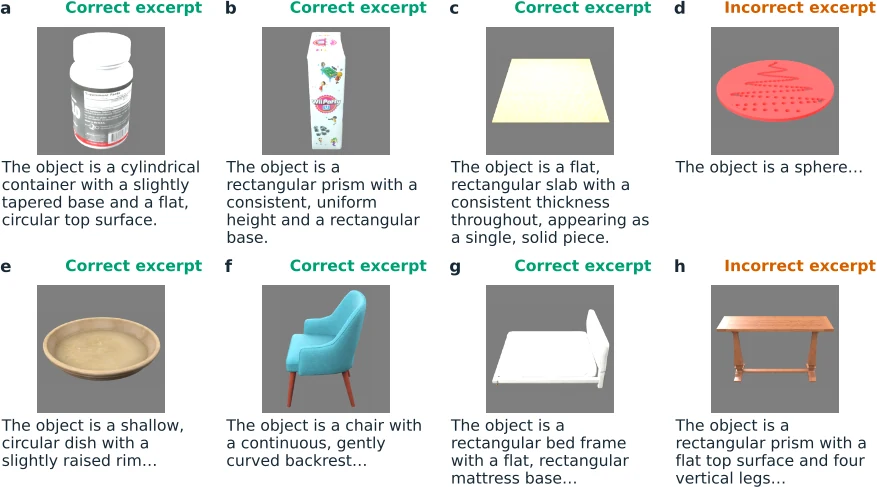 a Correct excerpt
The object is a cylindrical
container with a slightly
tapered base and a flat,
circular top surface.
b Correct excerpt
The object is a
rectangular prism with a
consistent, uniform
height and a rectangular
base.
c Correct excerpt
The object is a flat,
rectangular slab with a
consistent thickness
throughout, appearing as
a single, solid piece.
d Incorrect excerpt
The object is a sphere...
e Correct excerpt
The object is a shallow,
circular dish with a
slightly raised rim...
f Correct excerpt
The object is a chair with
a continuous, gently
curved backrest...
g Correct excerpt
The object is a
rectangular bed frame
with a flat, rectangular
mattress base...
h Incorrect excerpt
The object is a
rectangular prism with a
flat top surface and four
vertical legs...